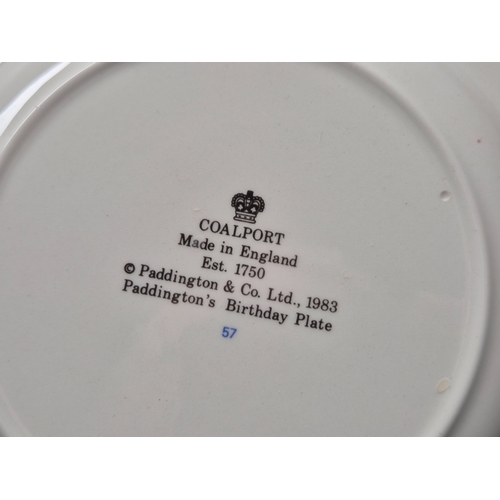 COALPORT
Made in England
Est. 1750
© Paddington & Co. Ltd., 1983
Paddington's Birthday Plate
57